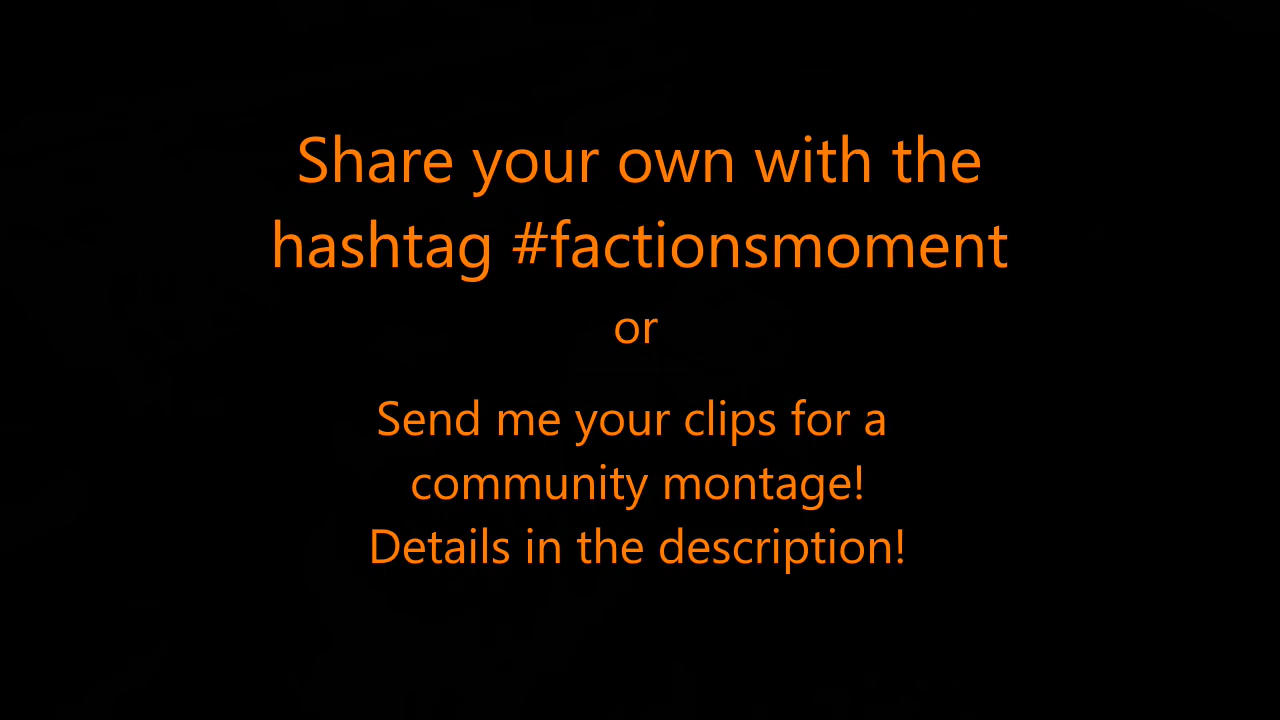 Share your own with the
hashtag #factionsmoment
or
Send me your clips for a
community montage!
Details in the description!